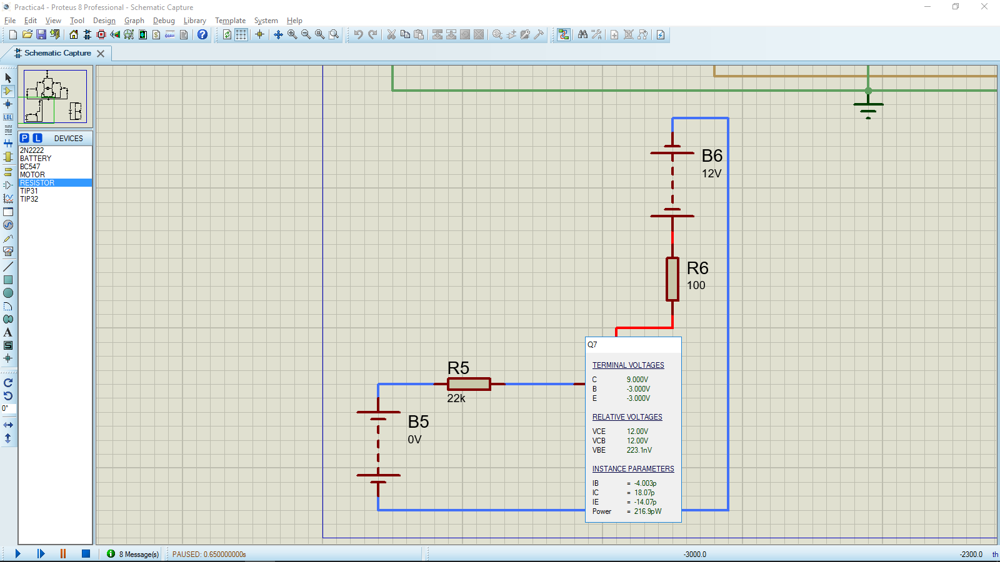 Practica4 - Proteus 8 Professional - Schematic Capture
File Edit View Tool Design Graph Debug Library Template System Help
Schematic Capture
P L DEVICES
2N2222
BATTERY
BC547
MOTOR
RESISTOR
TIP31
TIP32
LBL
A
S
0°
B6
12V
R6
100
R5
22k
B5
0V
Q7
TERMINAL VOLTAGES
C 9.000V
B -3.000V
E -3.000V
RELATIVE VOLTAGES
VCE 12.00V
VCB 12.00V
VBE 223.1nV
INSTANCE PARAMETERS
IB = -4.003p
IC = 18.07p
IE = -14.07p
Power = 216.9pW
8 Message(s) PAUSED: 0.650000000s -3000.0 -2300.0 th